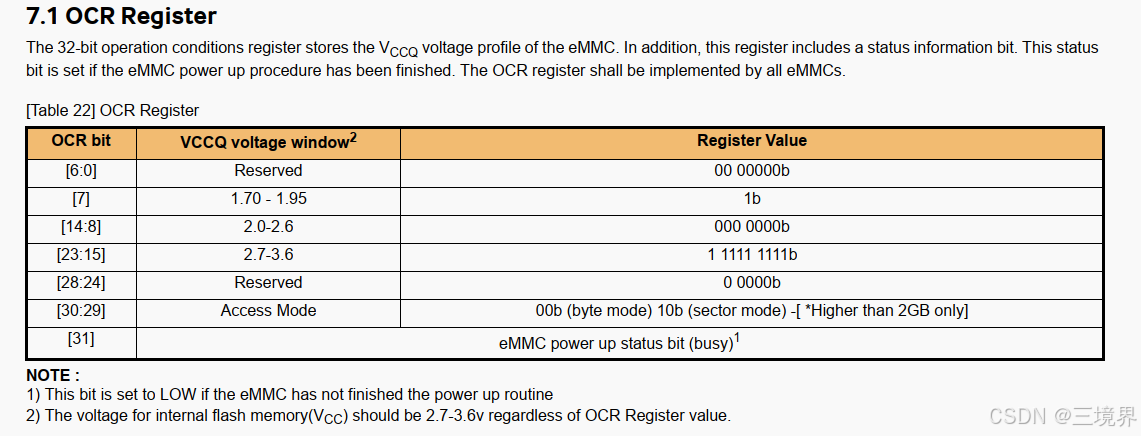 7.1 OCR Register
The 32-bit operation conditions register stores the VCCQ voltage profile of the eMMC. In addition, this register includes a status information bit. This status
bit is set if the eMMC power up procedure has been finished. The OCR register shall be implemented by all eMMCs.
[Table 22] OCR Register
OCR bit VCCQ voltage window2 Register Value
[6:0] Reserved 00 00000b
[7] 1.70 - 1.95 1b
[14:8] 2.0-2.6 000 0000b
[23:15] 2.7-3.6 1 1111 1111b
[28:24] Reserved 0 0000b
[30:29] Access Mode 00b (byte mode) 10b (sector mode) -[ *Higher than 2GB only]
[31] eMMC power up status bit (busy)1
NOTE :
1) This bit is set to LOW if the eMMC has not finished the power up routine
2) The voltage for internal flash memory(VCC) should be 2.7-3.6v regardless of OCR Register value.
CSDN @三境界